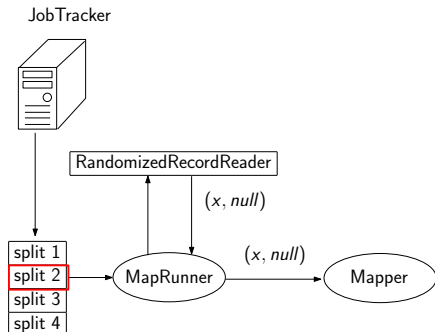 JobTracker
RandomizedRecordReader
(x, null)
(x, null)
split 1
split 2
split 3
split 4
MapRunner
Mapper